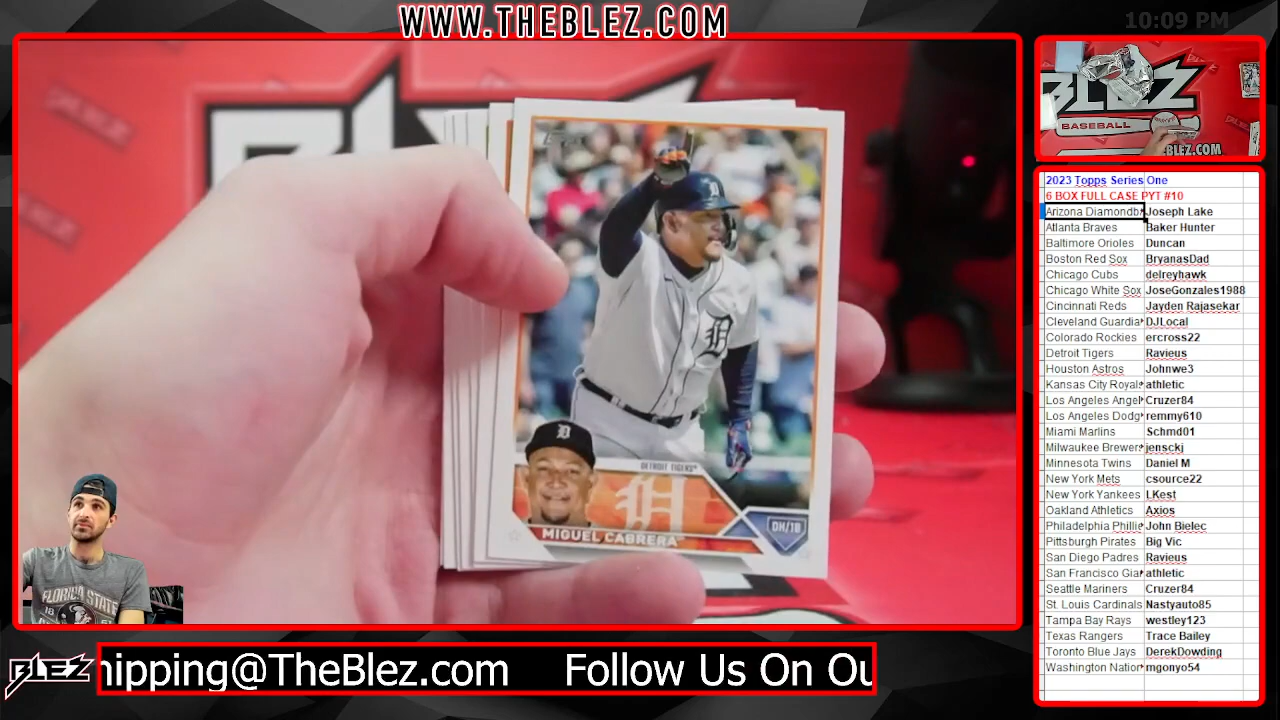 WWW.THEBLEZ.COM
10:09 PM
BLEZ
BASEBALL
BLEZ.COM
DETROIT TIGERS
MIGUEL CABRERA
DH/1B
D
FLORIDA STATE
18
2023 Topps Series One
6 BOX FULL CASE PYT #10
Arizona Diamondb Joseph Lake
Atlanta Braves Baker Hunter
Baltimore Orioles Duncan
Boston Red Sox BryanasDad
Chicago Cubs delreyhawk
Chicago White Sox JoseGonzales1988
Cincinnati Reds Jayden Rajasekar
Cleveland Guardia DJLocal
Colorado Rockies ercross22
Detroit Tigers Ravieus
Houston Astros Johnwe3
Kansas City Royal athletic
Los Angeles Angel Cruzer84
Los Angeles Dodg remmy610
Miami Marlins Schmd01
Milwaukee Brewer jensckj
Minnesota Twins Daniel M
New York Mets csource22
New York Yankees LKest
Oakland Athletics Axios
Philadelphia Phillie John Bielec
Pittsburgh Pirates Big Vic
San Diego Padres Ravieus
San Francisco Gia athletic
Seattle Mariners Cruzer84
St. Louis Cardinals Nastyauto85
Tampa Bay Rays westley123
Texas Rangers Trace Bailey
Toronto Blue Jays DerekDowding
Washington Nation mgonyo54
BLEZ
hipping@TheBlez.com Follow Us On Ou